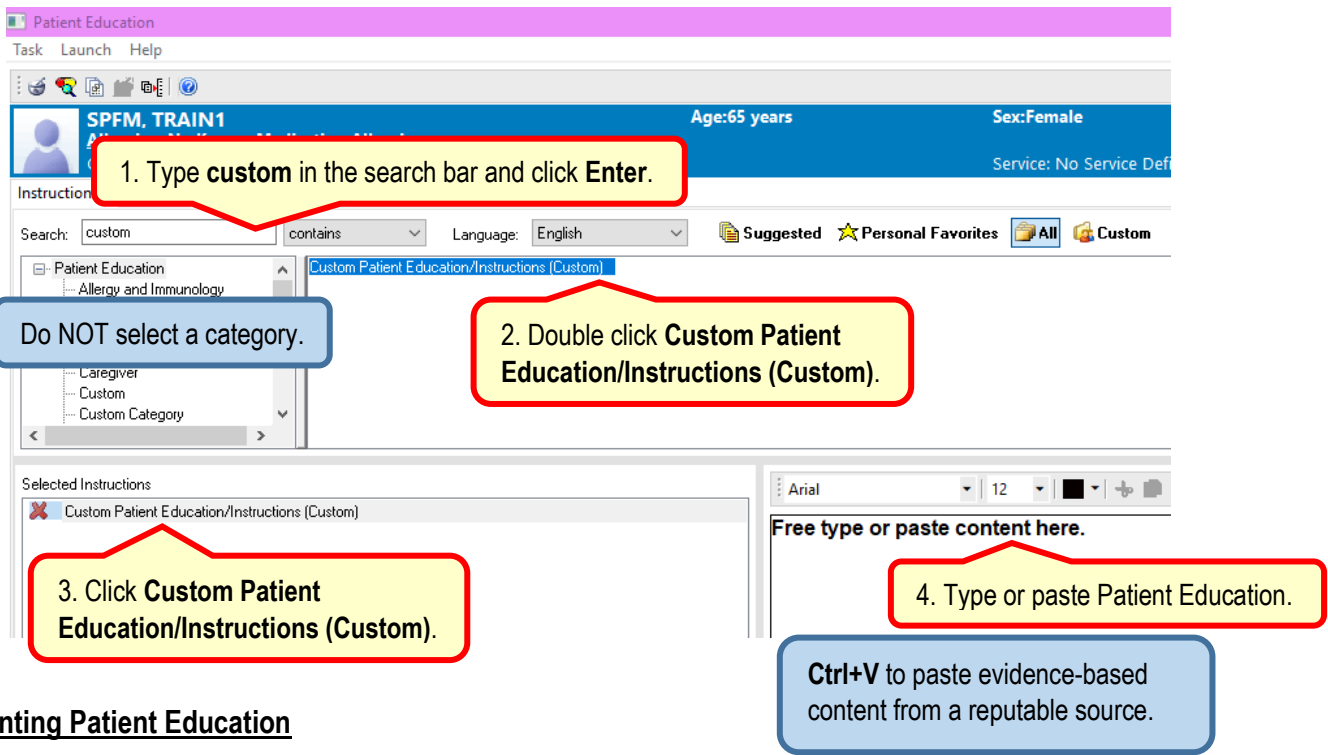 Patient Education
Task Launch Help
SPFM, TRAIN1
Age:65 years
Sex:Female
1. Type custom in the search bar and click Enter.
Service: No Service Defi
Instruction
Search: custom contains Language: English Suggested Personal Favorites All Custom
Patient Education
Custom Patient Education/Instructions (Custom)
Allergy and Immunology
Do NOT select a category.
2. Double click Custom Patient
Education/Instructions (Custom).
Caregiver
Custom
Custom Category
Selected Instructions
Arial 12
Custom Patient Education/Instructions (Custom)
Free type or paste content here.
3. Click Custom Patient
Education/Instructions (Custom).
4. Type or paste Patient Education.
Ctrl+V to paste evidence-based
content from a reputable source.
nting Patient Education